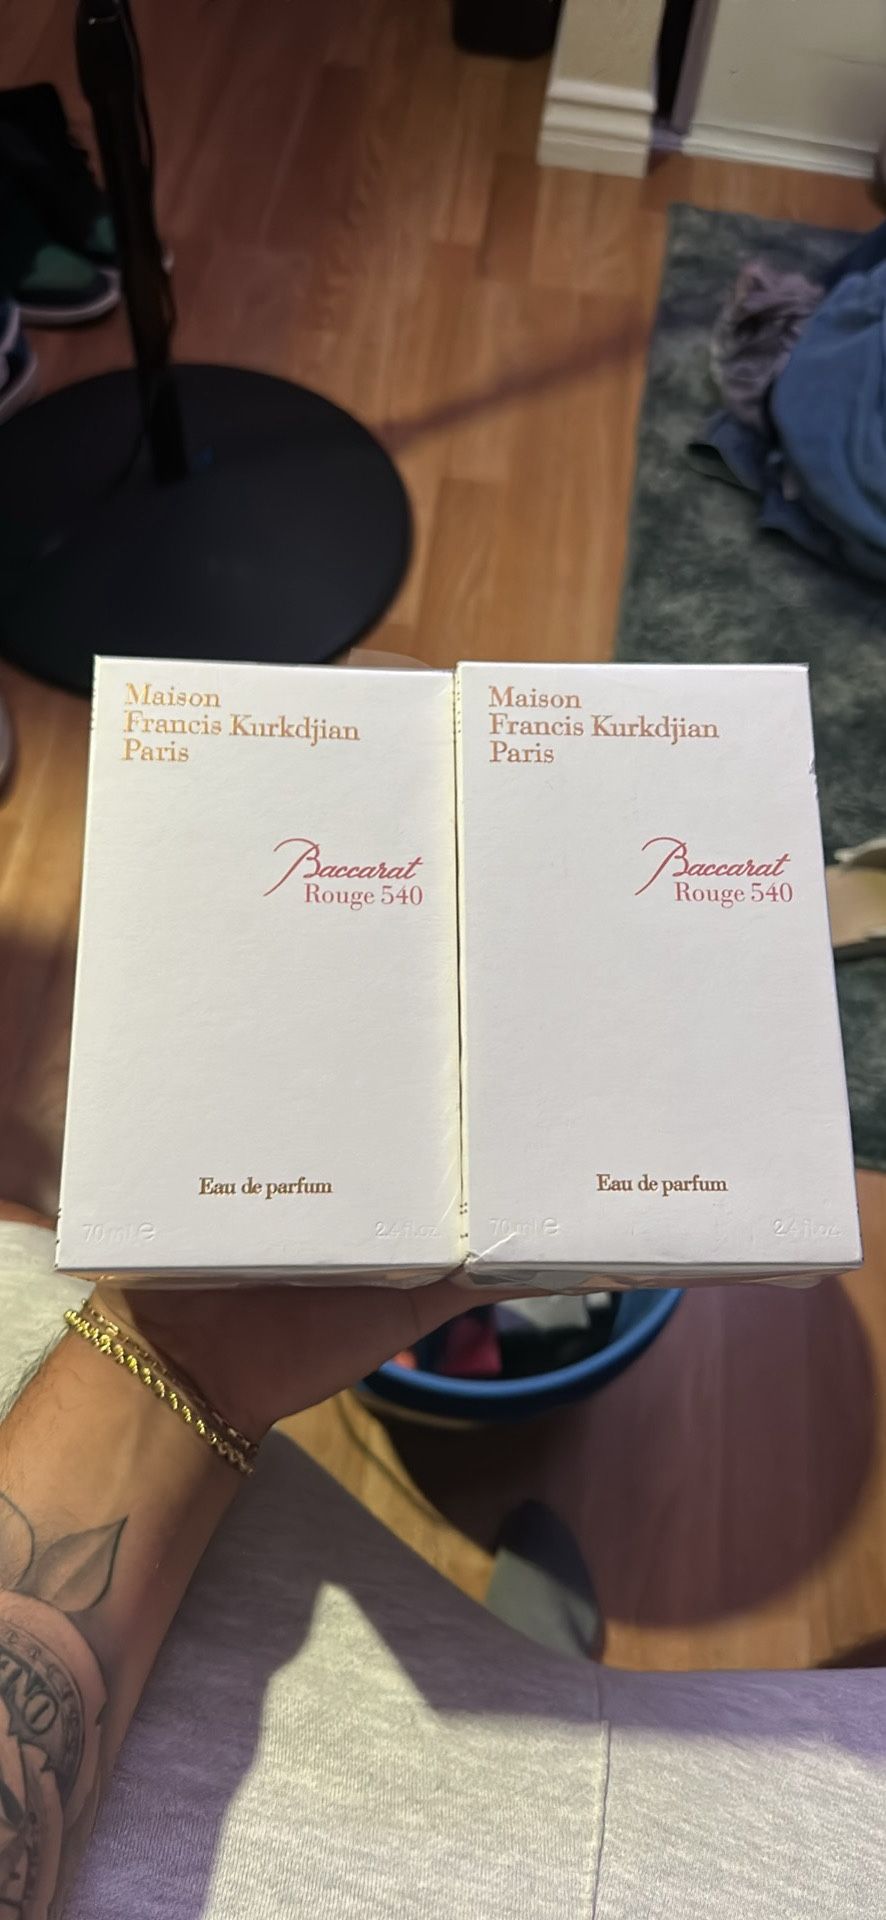 Maison
Francis Kurkdjian
Paris
Baccarat
Rouge 540
Eau de parfum
70 ml e
2.4 fl.oz.
Maison
Francis Kurkdjian
Paris
Baccarat
Rouge 540
Eau de parfum
70 ml e
2.4 fl.oz.